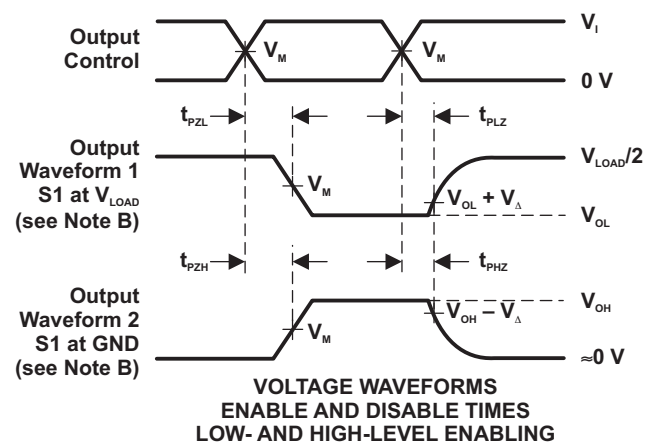 Output
Control
V_M
V_M
V_I
0 V
t_PZL
t_PLZ
Output
Waveform 1
S1 at V_LOAD
(see Note B)
V_M
V_OL + V_Δ
V_LOAD/2
V_OL
t_PZH
t_PHZ
Output
Waveform 2
S1 at GND
(see Note B)
V_M
V_OH – V_Δ
V_OH
≈0 V
VOLTAGE WAVEFORMS
ENABLE AND DISABLE TIMES
LOW- AND HIGH-LEVEL ENABLING